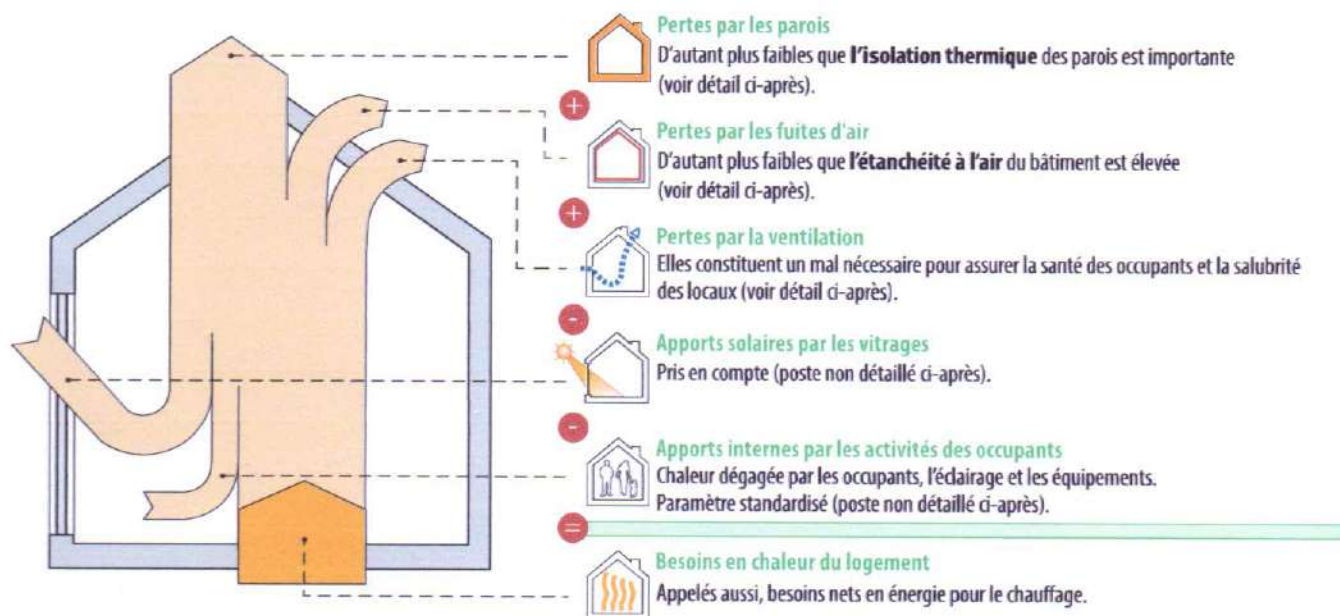 Pertes par les parois
D'autant plus faibles que l'isolation thermique des parois est importante
(voir détail ci-après).
+
Pertes par les fuites d'air
D'autant plus faibles que l'étanchéité à l'air du bâtiment est élevée
(voir détail ci-après).
+
Pertes par la ventilation
Elles constituent un mal nécessaire pour assurer la santé des occupants et la salubrité
des locaux (voir détail ci-après).
-
Apports solaires par les vitrages
Pris en compte (poste non détaillé ci-après).
-
Apports internes par les activités des occupants
Chaleur dégagée par les occupants, l'éclairage et les équipements.
Paramètre standardisé (poste non détaillé ci-après).
=
Besoins en chaleur du logement
Appelés aussi, besoins nets en énergie pour le chauffage.